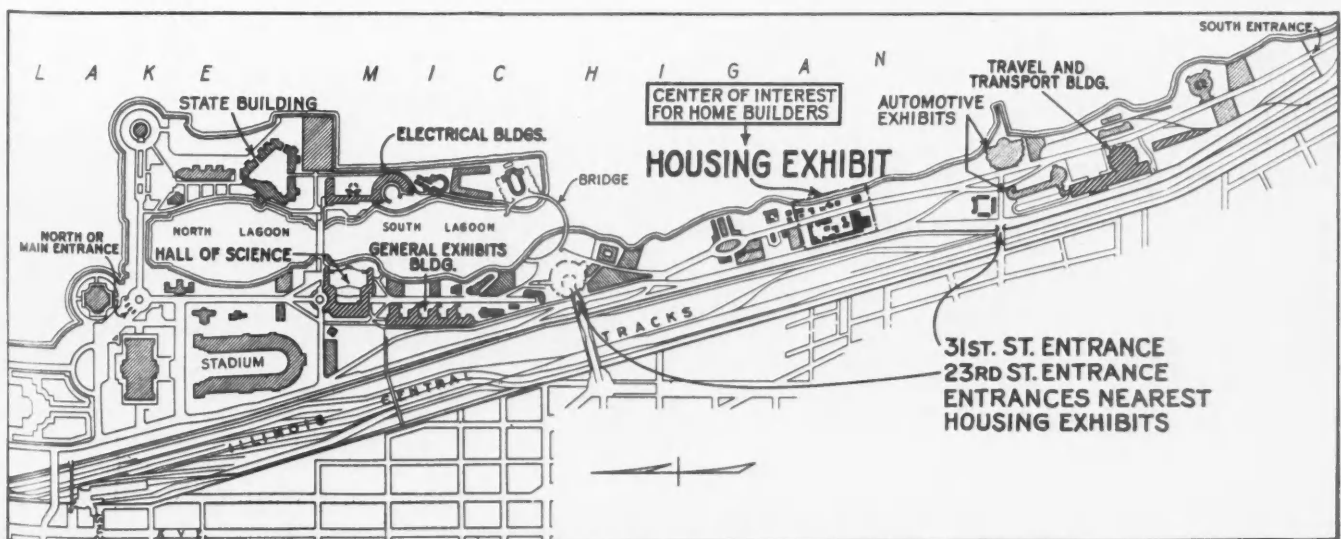 SOUTH ENTRANCE
LAKE MICHIGAN
TRAVEL AND
TRANSPORT BLDG.
CENTER OF INTEREST
FOR HOME BUILDERS
AUTOMOTIVE
EXHIBITS
STATE BUILDING
ELECTRICAL BLDGS.
HOUSING EXHIBIT
BRIDGE
NORTH LAGOON
SOUTH LAGOON
NORTH OR
MAIN ENTRANCE
HALL OF SCIENCE
GENERAL EXHIBITS
BLDG.
STADIUM
ILLINOIS CENTRAL TRACKS
31ST. ST. ENTRANCE
23RD ST. ENTRANCE
ENTRANCES NEAREST
HOUSING EXHIBITS